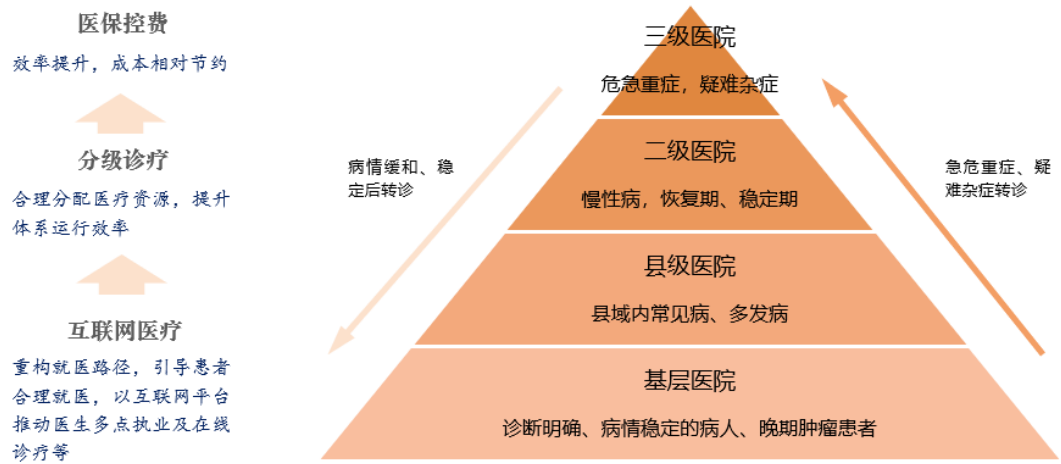 医保控费
效率提升，成本相对节约
分级诊疗
合理分配医疗资源，提升
体系运行效率
互联网医疗
重构就医路径，引导患者
合理就医，以互联网平台
推动医生多点执业及在线
诊疗等
病情缓和、稳
定后转诊
三级医院
危急重症，疑难杂症
二级医院
慢性病，恢复期、稳定期
县级医院
县域内常见病、多发病
基层医院
诊断明确、病情稳定的病人、晚期肿瘤患者
急危重症、疑
难杂症转诊